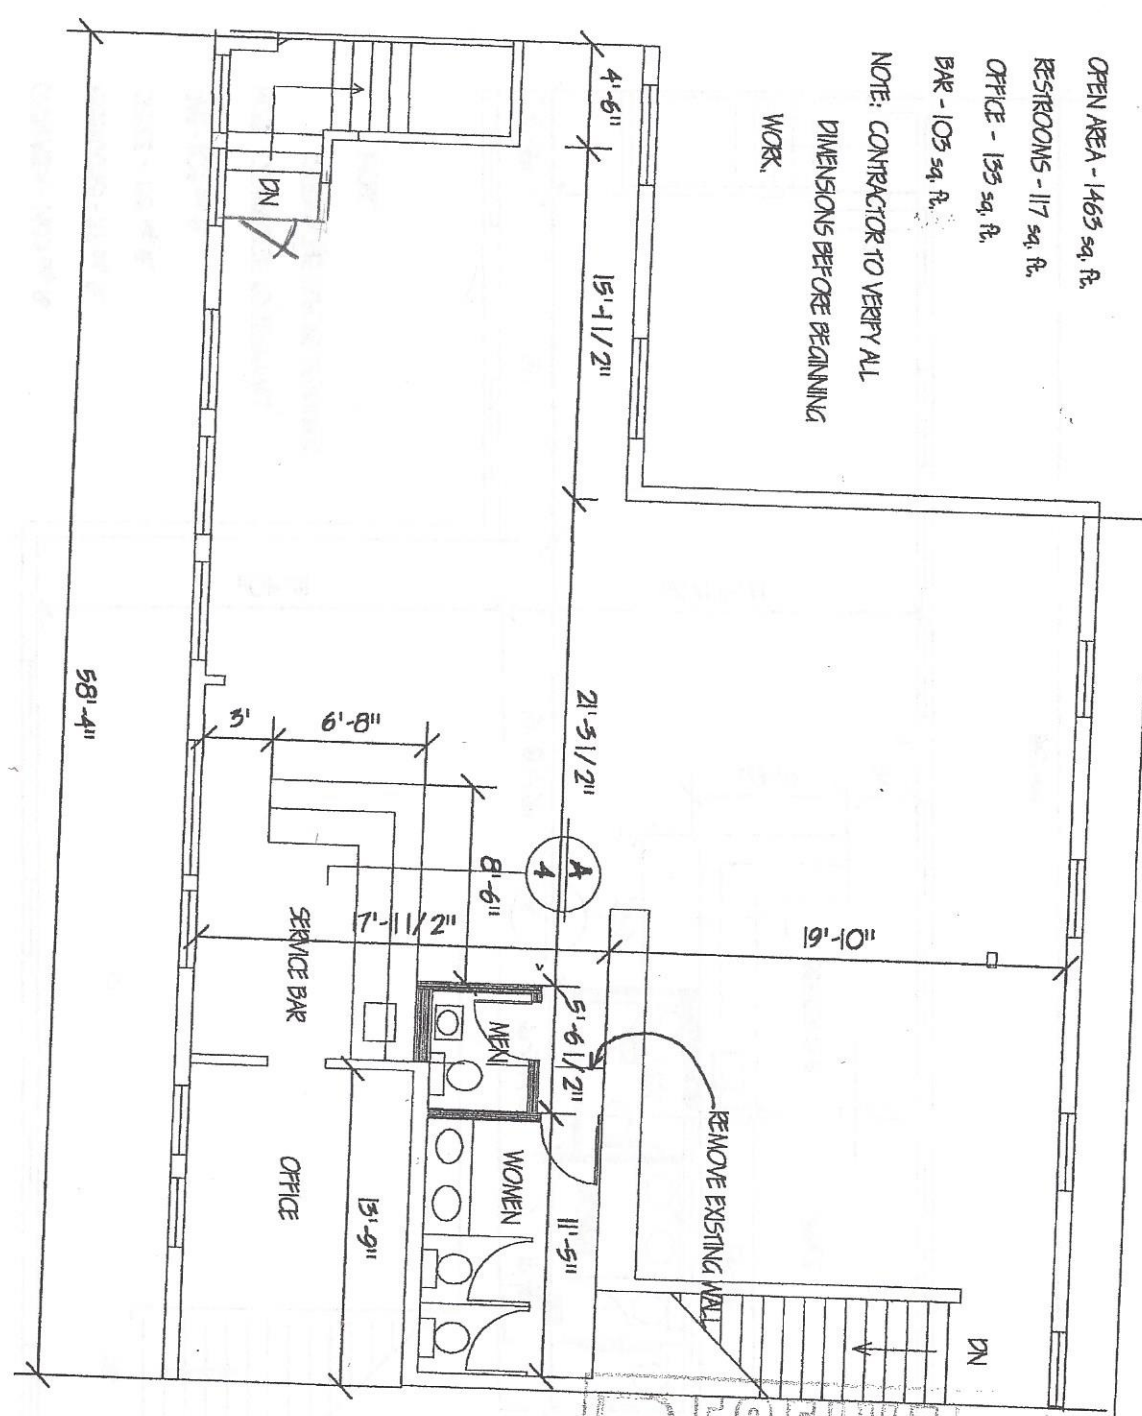 OPEN AREA - 1463 sq. ft.
RESTROOMS - 117 sq. ft.
OFFICE - 133 sq. ft.
BAR - 103 sq. ft.
NOTE: CONTRACTOR TO VERIFY ALL
DIMENSIONS BEFORE BEGINNING
WORK.
4'-6"
15'-1 1/2"
21'-3 1/2"
5'-6 1/2"
11'-5"
58'-4"
3'
6'-8"
8'-6"
17'-1 1/2"
19'-10"
13'-9"
DN
A
4
SERVICE BAR
MEN
WOMEN
OFFICE
REMOVE EXISTING WALL
DN